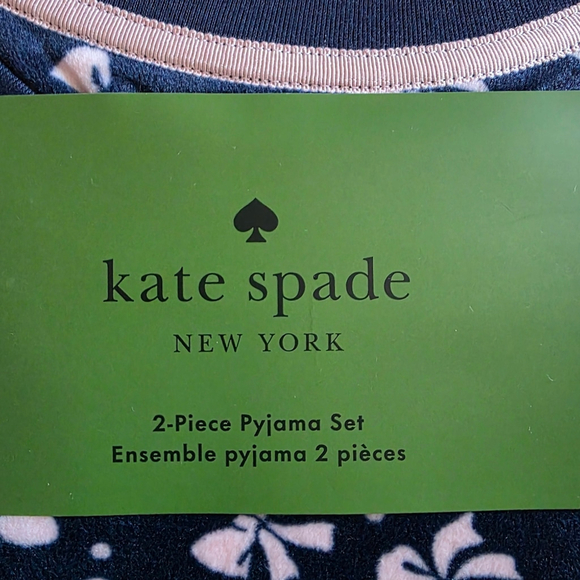 kate spade
NEW YORK
2-Piece Pyjama Set
Ensemble pyjama 2 pièces